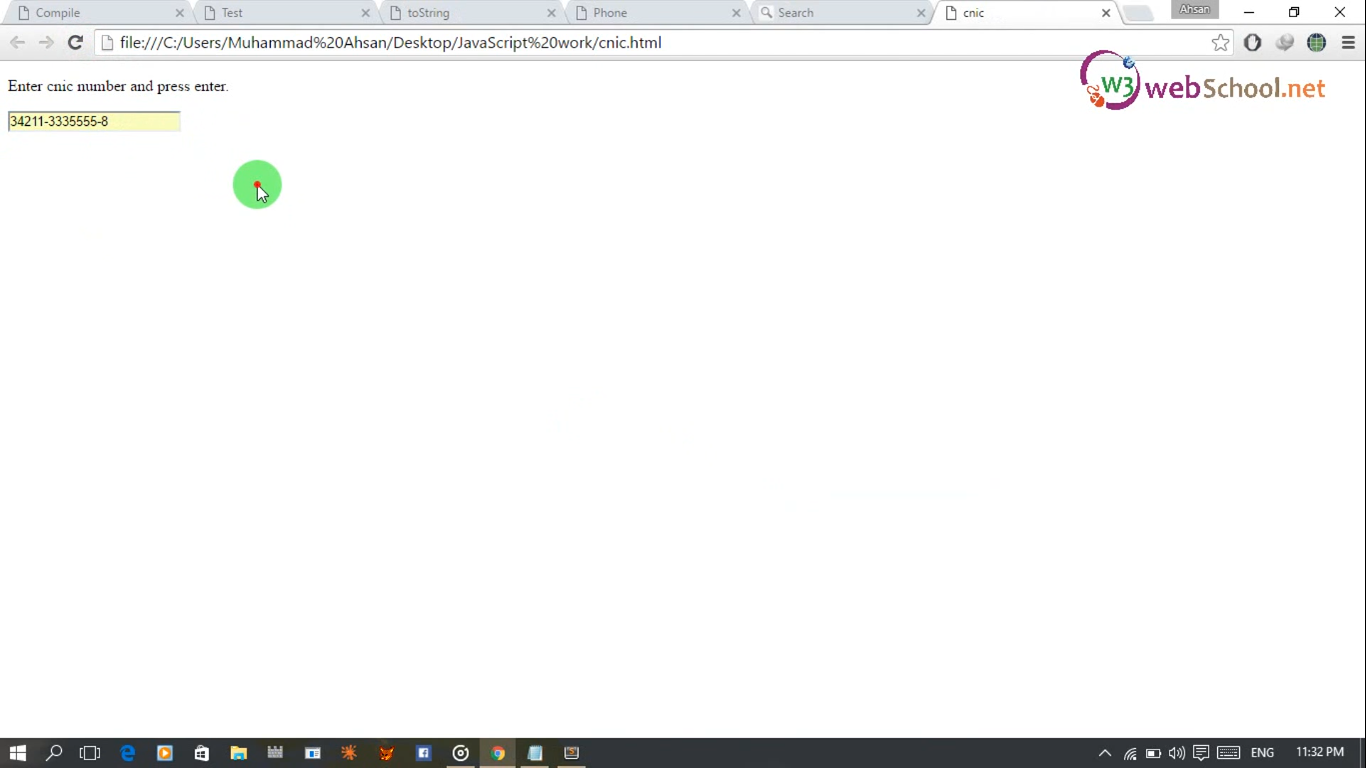 Compile
Test
toString
Phone
Search
cnic
Ahsan
file:///C:/Users/Muhammad%20Ahsan/Desktop/JavaScript%20work/cnic.html
W3 webSchool.net
Enter cnic number and press enter.
34211-3335555-8
ENG
11:32 PM